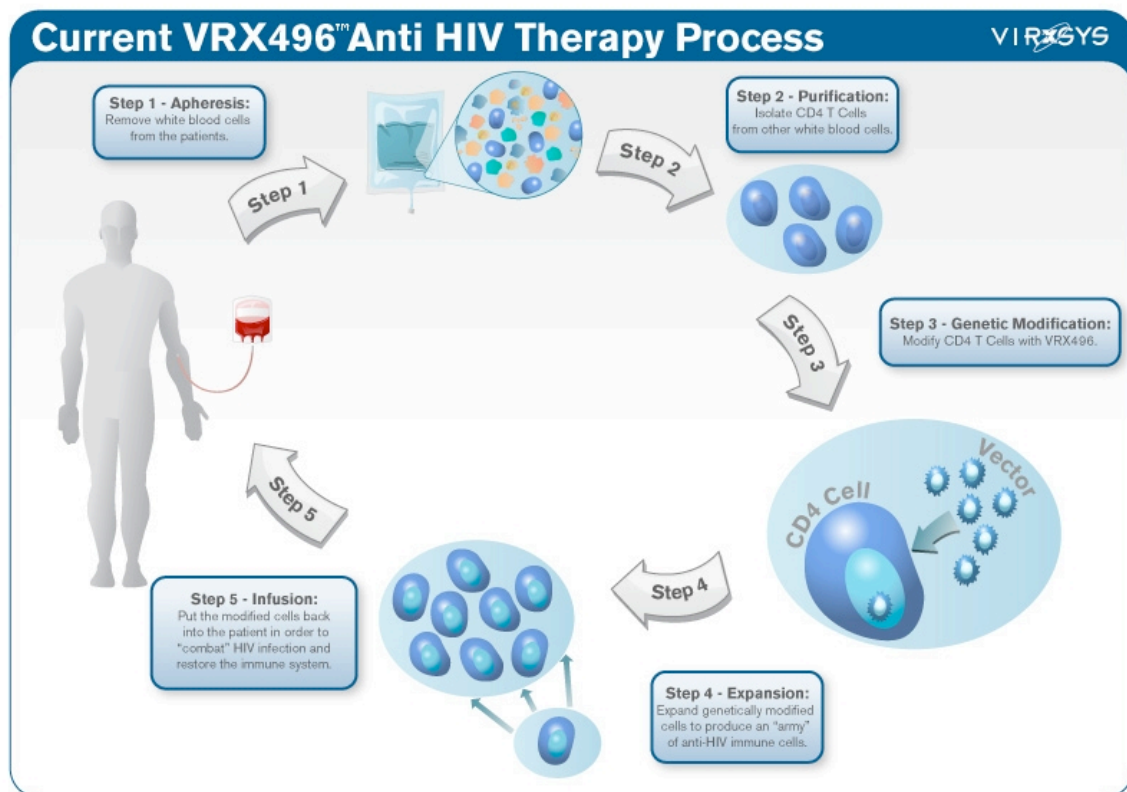 Current VRX496™ Anti HIV Therapy Process
VIRXSYS
Step 1 - Apheresis:
Remove white blood cells
from the patients.
Step 1
Step 2
Step 2 - Purification:
Isolate CD4 T Cells
from other white blood cells.
Step 3
Step 3 - Genetic Modification:
Modify CD4 T Cells with VRX496.
CD4 Cell
Vector
Step 4
Step 4 - Expansion:
Expand genetically modified
cells to produce an "army"
of anti-HIV immune cells.
Step 5
Step 5 - Infusion:
Put the modified cells back
into the patient in order to
"combat" HIV infection and
restore the immune system.